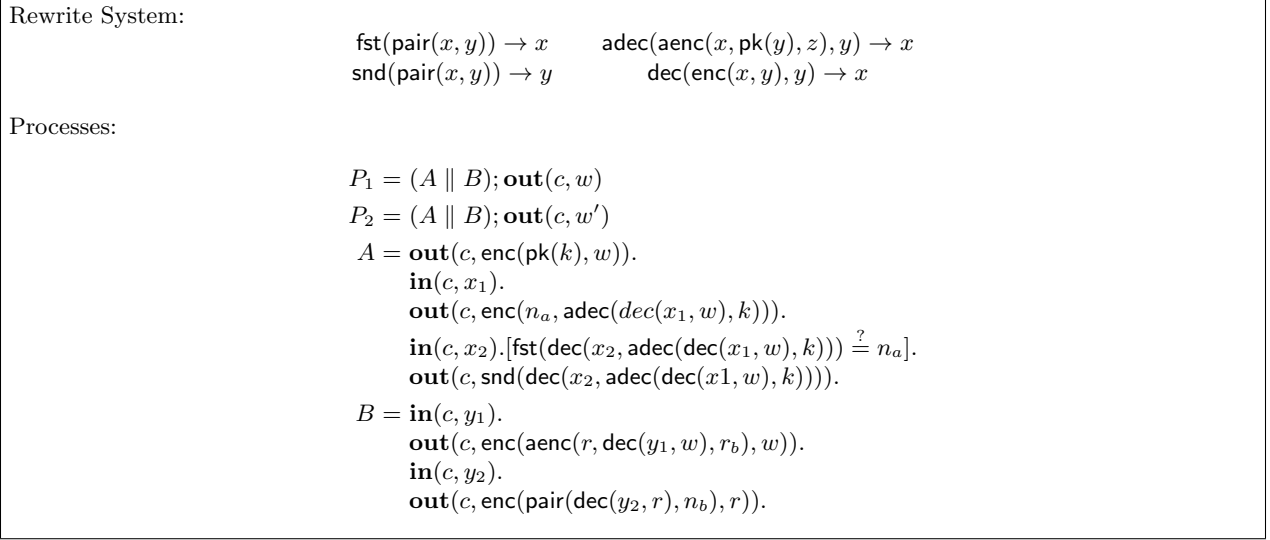 Rewrite System:
fst(pair(x, y)) → x adec(aenc(x, pk(y), z), y) → x
snd(pair(x, y)) → y dec(enc(x, y), y) → x
Processes:
P₁ = (A ∥ B); out(c, w)
P₂ = (A ∥ B); out(c, w′)
A = out(c, enc(pk(k), w)).
in(c, x₁).
out(c, enc(nₐ, adec(dec(x₁, w), k))).
in(c, x₂).[fst(dec(x₂, adec(dec(x₁, w), k))) ≟ nₐ].
out(c, snd(dec(x₂, adec(dec(x1, w), k)))).
B = in(c, y₁).
out(c, enc(aenc(r, dec(y₁, w), r_b), w)).
in(c, y₂).
out(c, enc(pair(dec(y₂, r), n_b), r)).